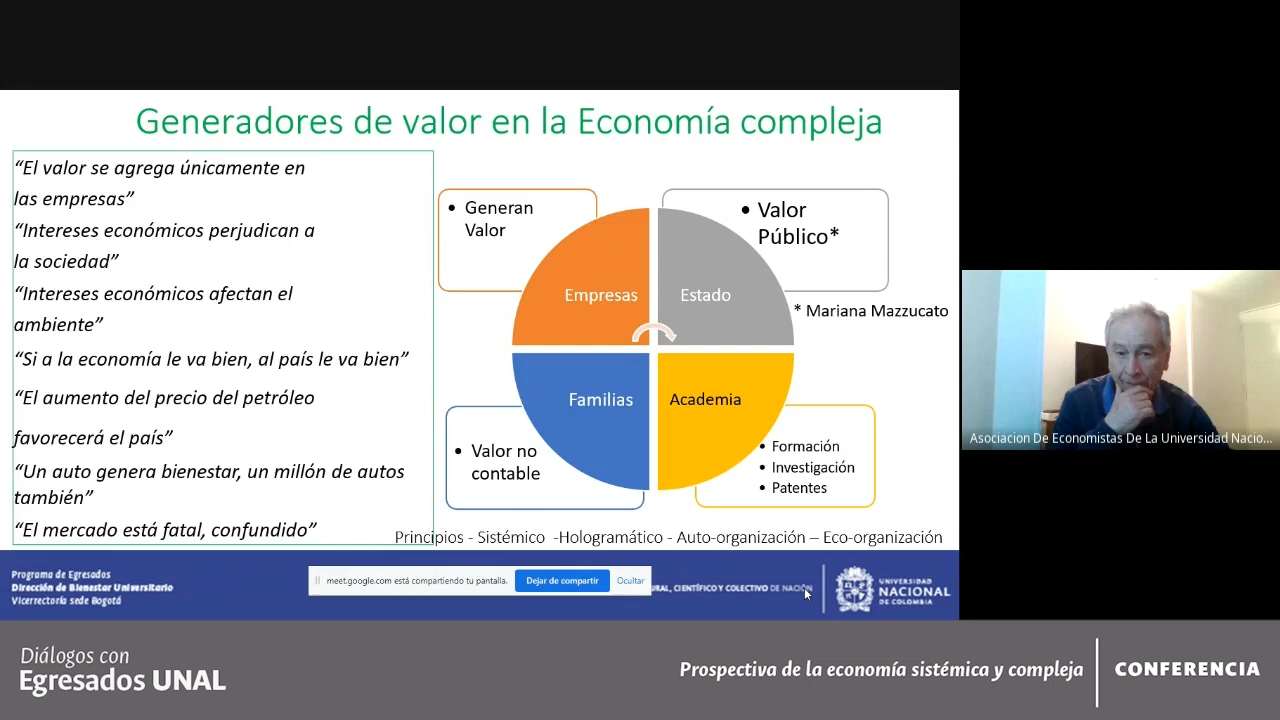 Generadores de valor en la Economía compleja
“El valor se agrega únicamente en
las empresas”
“Intereses económicos perjudican a
la sociedad”
“Intereses económicos afectan el
ambiente”
“Si a la economía le va bien, al país le va bien”
“El aumento del precio del petróleo
favorecerá el país”
“Un auto genera bienestar, un millón de autos
también”
“El mercado está fatal, confundido”
• Generan
Valor
• Valor
Público*
Empresas
Estado
* Mariana Mazzucato
Familias
Academia
• Valor no
contable
• Formación
• Investigación
• Patentes
Principios - Sistémico -Hologramático - Auto-organización – Eco-organización
Programa de Egresados
Dirección de Bienestar Universitario
Vicerrectoría sede Bogotá
meet.google.com está compartiendo tu pantalla.
Dejar de compartir
Ocultar
CIENTÍFICO Y COLECTIVO DE NACIÓN
UNIVERSIDAD
NACIONAL
DE COLOMBIA
Asociacion De Economistas De La Universidad Nacio...
Diálogos con
Egresados UNAL
Prospectiva de la economía sistémica y compleja
CONFERENCIA